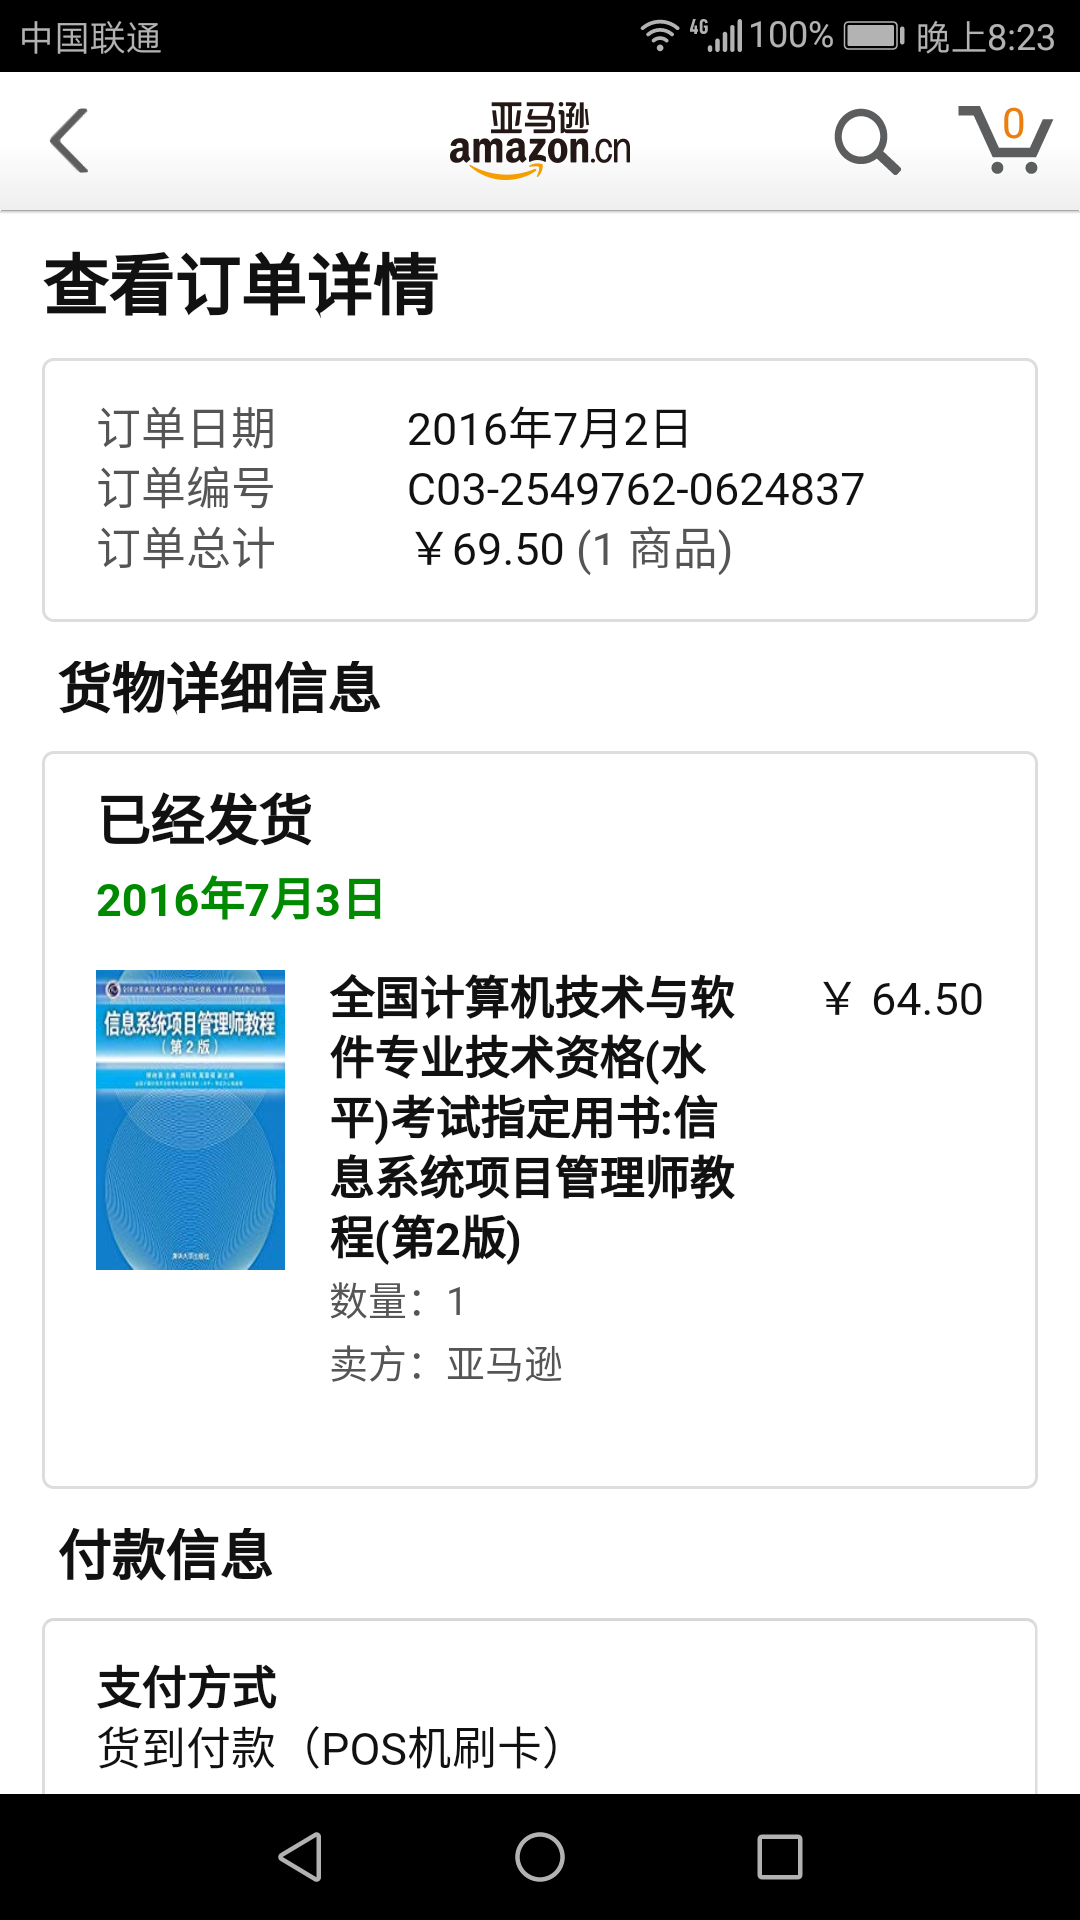 中国联通
4G
100%
晚上8:23
亚马逊
amazon.cn
0
查看订单详情
订单日期 2016年7月2日
订单编号 C03-2549762-0624837
订单总计 ¥69.50 (1 商品)
货物详细信息
已经发货
2016年7月3日
信息系统项目管理师教程
(第2版)
清华大学出版社
全国计算机技术与软
件专业技术资格(水
平)考试指定用书:信
息系统项目管理师教
程(第2版)
¥ 64.50
数量：1
卖方：亚马逊
付款信息
支付方式
货到付款（POS机刷卡）